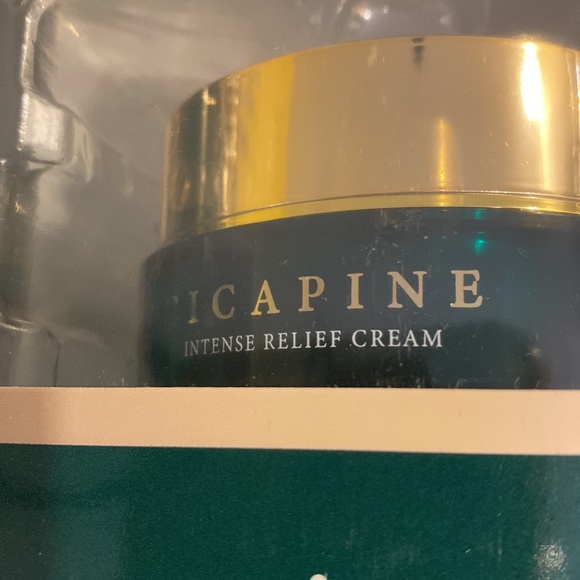 ICAPINE
INTENSE RELIEF CREAM